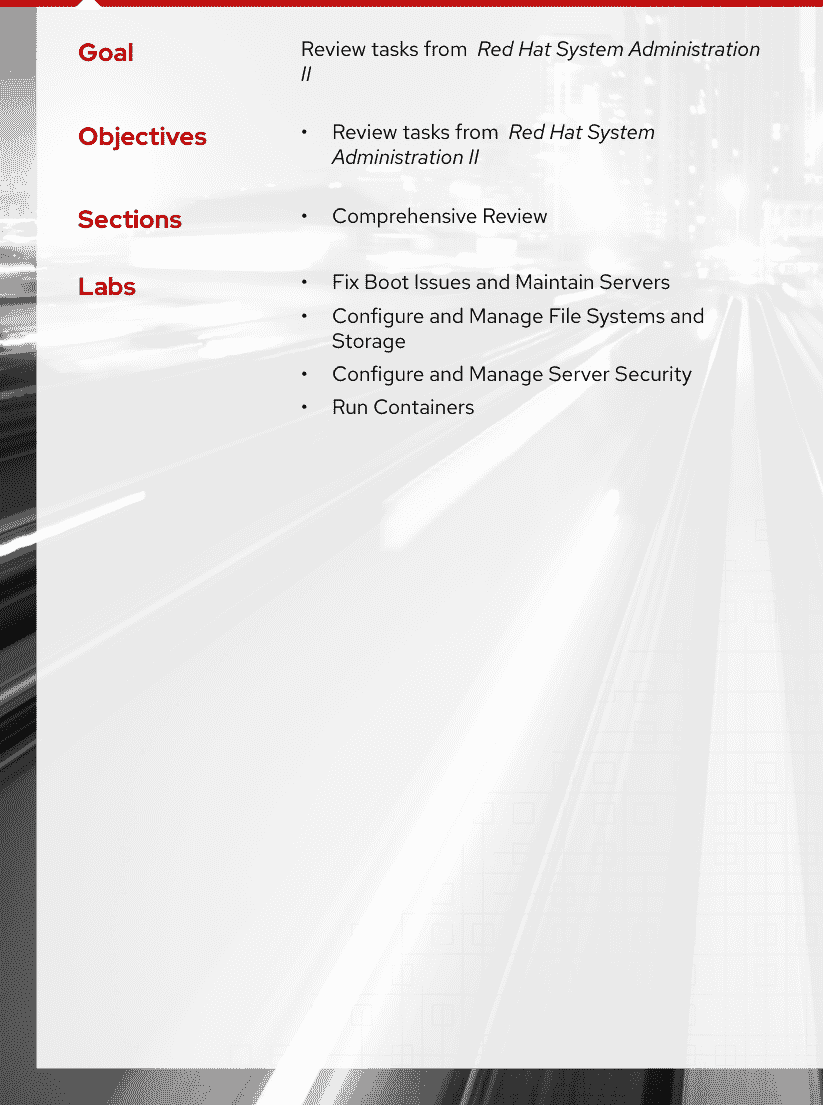 Goal
Review tasks from Red Hat System Administration
II
Objectives
• Review tasks from Red Hat System
Administration II
Sections
• Comprehensive Review
Labs
• Fix Boot Issues and Maintain Servers
• Configure and Manage File Systems and
Storage
• Configure and Manage Server Security
• Run Containers